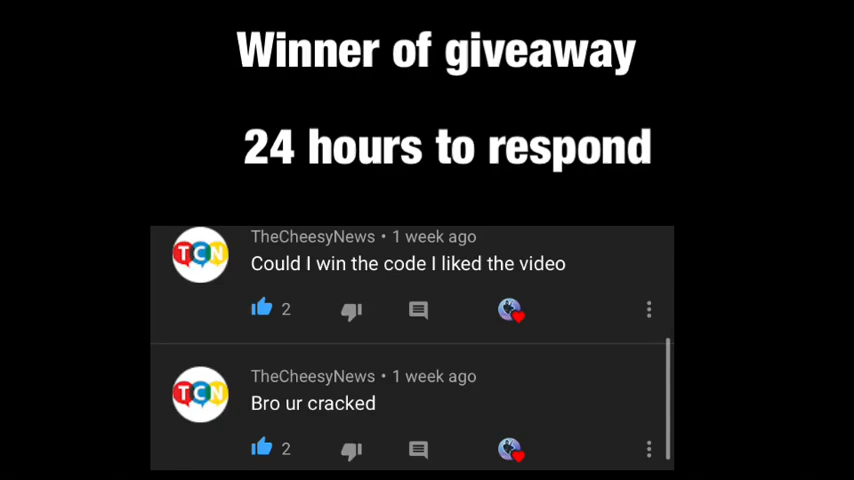 Winner of giveaway
24 hours to respond
TCN
TheCheesyNews • 1 week ago
Could I win the code I liked the video
2
TCN
TheCheesyNews • 1 week ago
Bro ur cracked
2